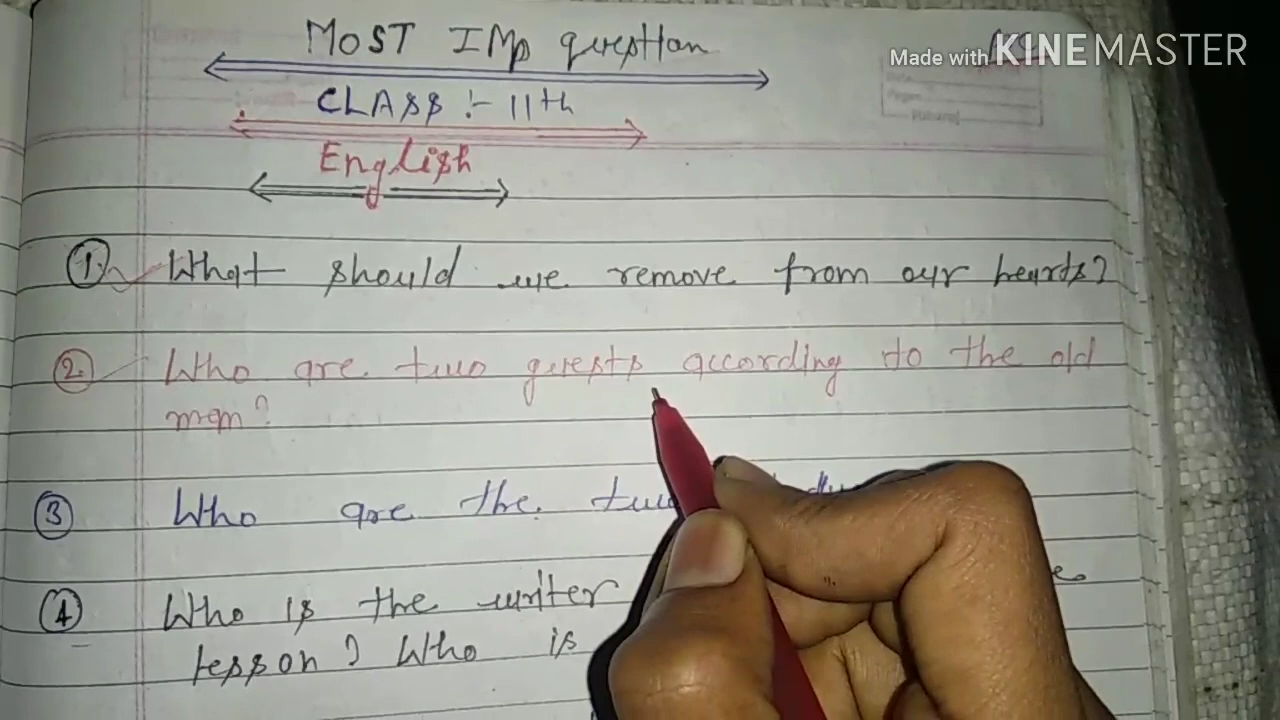 MOST IMP question
Made with KINEMASTER
CLASS :- 11th
English
1. What should we remove from our hearts?
2. Who are two guests according to the old
men?
3 Who are the two
4 Who is the writer
lesson? Who is